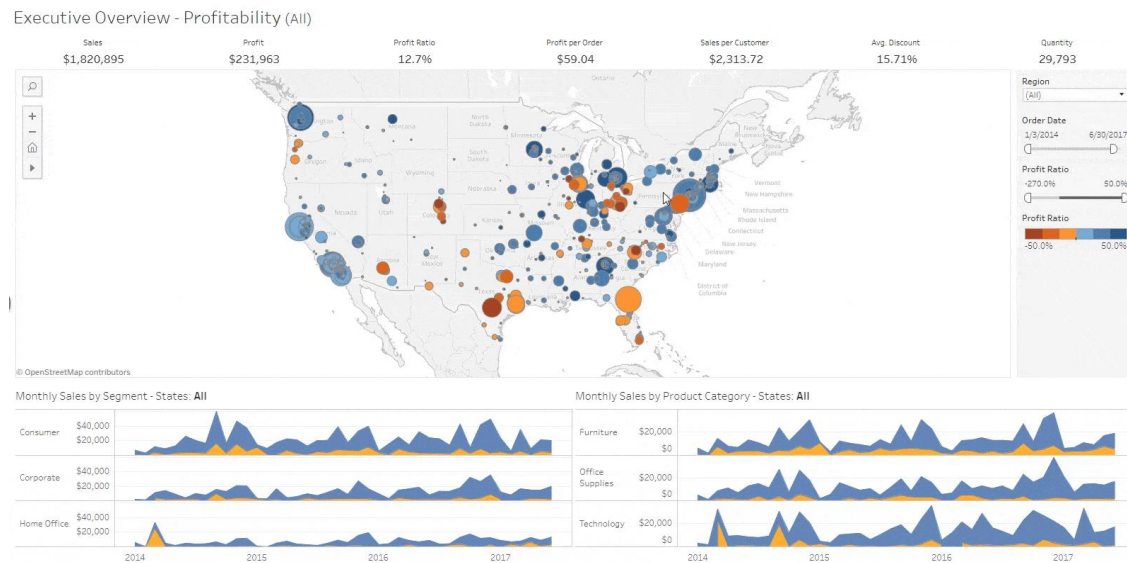 Executive Overview - Profitability (All)
Sales Profit Profit Ratio Profit per Order Sales per Customer Avg. Discount Quantity
$1,820,895 $231,963 12.7% $59.04 $2,313.72 15.71% 29,793
Ontario
Montana
North Dakota
Minnesota
South Dakota
Idaho
Wyoming
Nebraska
Nevada
Utah
Kansas
Maine
Vermont
New Hampshire
Massachusetts
Rhode Island
Connecticut
New Jersey
Delaware
Maryland
District of Columbia
© OpenStreetMap contributors
Region
(All)
Order Date
1/3/2014 6/30/2017
Profit Ratio
-270.0% 50.0%
Profit Ratio
-50.0% 50.0%
Monthly Sales by Segment - States: All
Consumer
$40,000
$20,000
Corporate
$40,000
$20,000
Home Office
$40,000
$20,000
2014 2015 2016 2017
Monthly Sales by Product Category - States: All
Furniture
$20,000
$0
Office Supplies
$20,000
$0
Technology
$20,000
$0
2014 2015 2016 2017